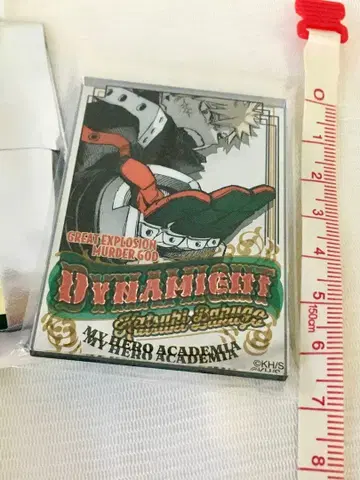 GREAT EXPLOSION
MURDER GOD
DYNAMIGHT
Katsuki Bakugo
MY HERO ACADEMIA
MY HERO ACADEMIA
©KH/S
0
1
2
3
4
5
150cm
6
7
8